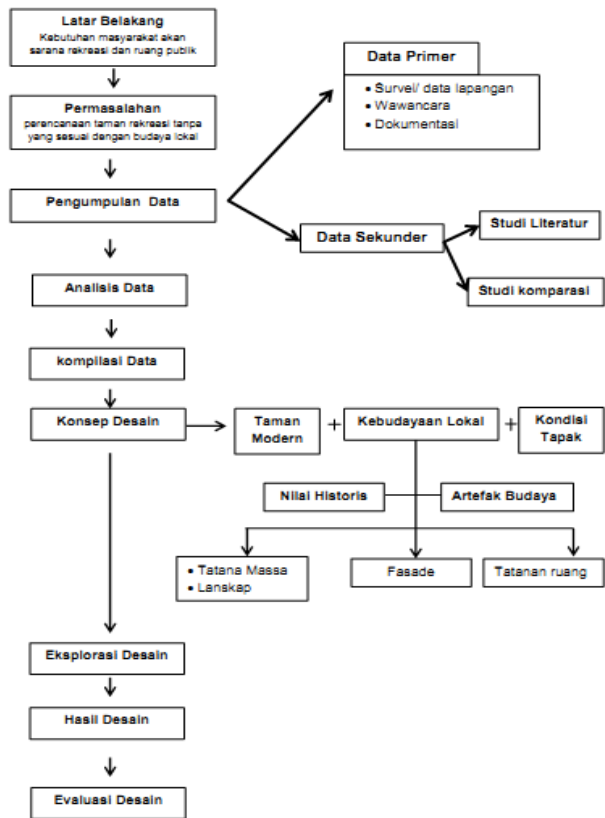 Latar Belakang
Kebutuhan masyarakat akan
sarana rekreasi dan ruang publik
Permasalahan
perencanaan taman rekreasi tanpa
yang sesuai dengan budaya lokal
Pengumpulan Data
Data Primer
• Survei/ data lapangan
• Wawancara
• Dokumentasi
Data Sekunder
Studi Literatur
Studi komparasi
Analisis Data
kompilasi Data
Konsep Desain
Taman
Modern
+
Kebudayaan Lokal
+
Kondisi
Tapak
Nilai Historis
Artefak Budaya
• Tatana Massa
• Lanskap
Fasade
Tatanan ruang
Eksplorasi Desain
Hasil Desain
Evaluasi Desain